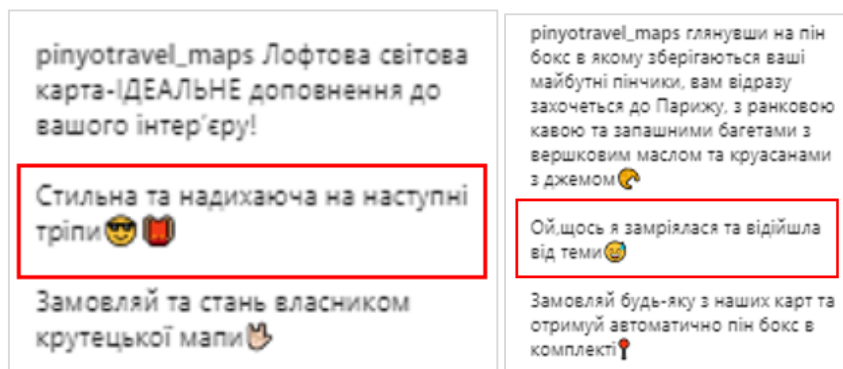 pinyotravel_maps Лофтова світова
карта-ІДЕАЛЬНЕ доповнення до
вашого інтер'єру!
Стильна та надихаюча на наступні
тріпи😎🎒
Замовляй та стань власником
крутецької мапи🤟🏻
pinyotravel_maps глянувши на пін
бокс в якому зберігаються ваші
майбутні пінчики, вам відразу
захочеться до Парижу, з ранковою
кавою та запашними багетами з
вершковим маслом та круасанами
з джемом🥐
Ой,щось я замріялася та відійшла
від теми😅
Замовляй будь-яку з наших карт та
отримуй автоматично пін бокс в
комплекті📍